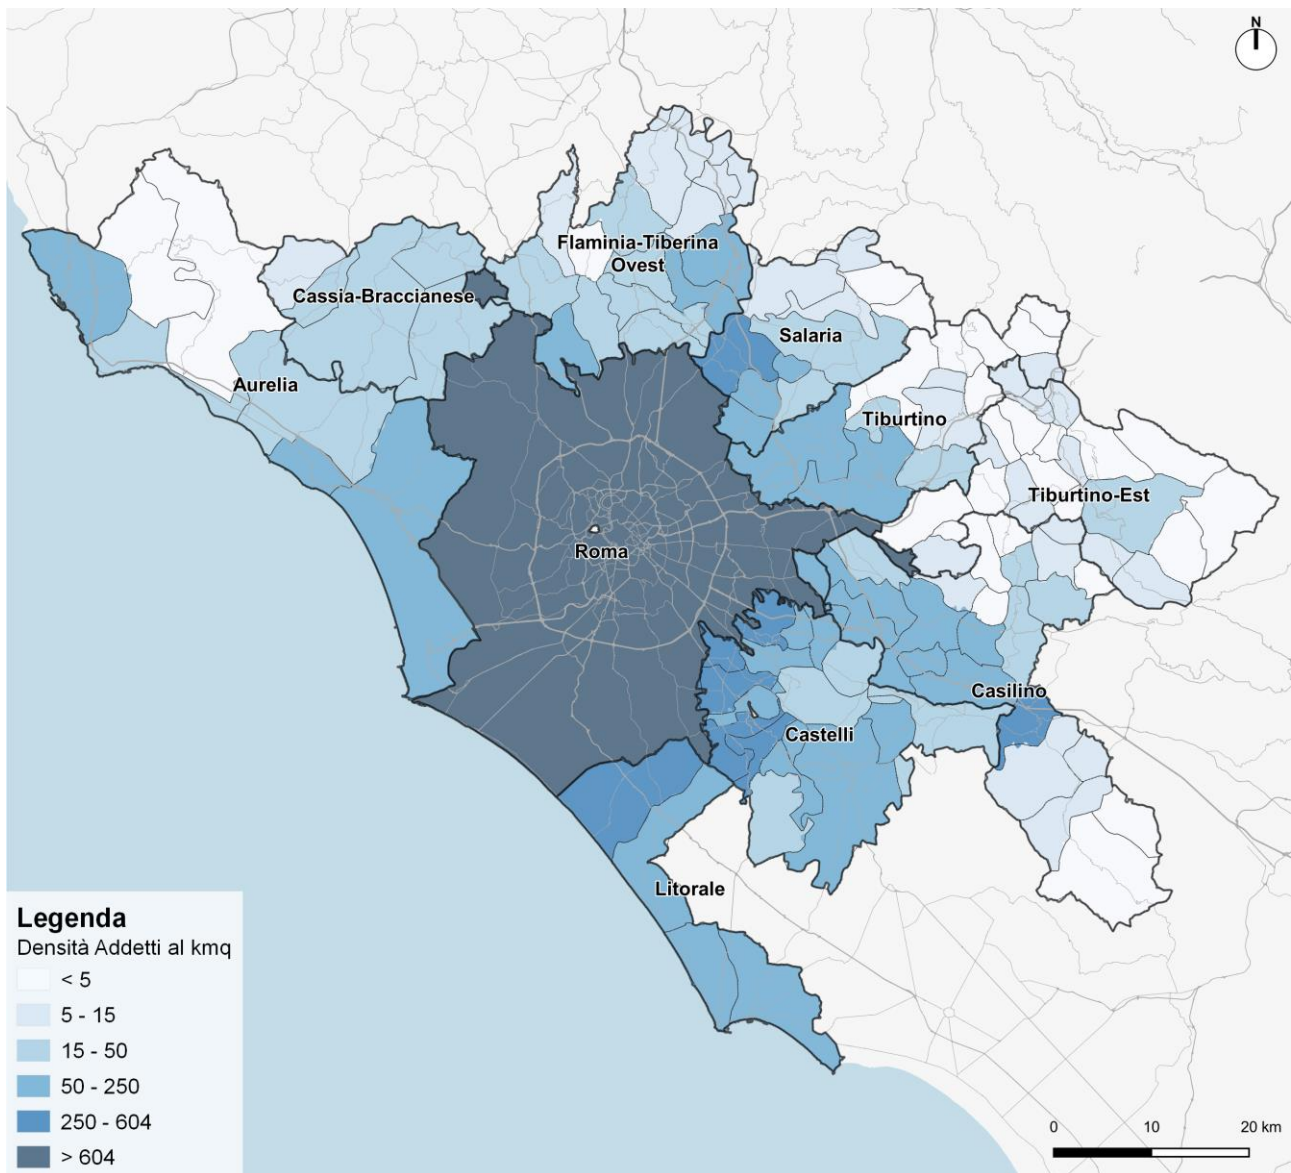 N
Flaminia-Tiberina
Ovest
Cassia-Braccianese
Salaria
Aurelia
Tiburtino
Tiburtino-Est
Roma
Casilino
Castelli
Litorale
Legenda
Densità Addetti al kmq
< 5
5 - 15
15 - 50
50 - 250
250 - 604
> 604
0 10 20 km